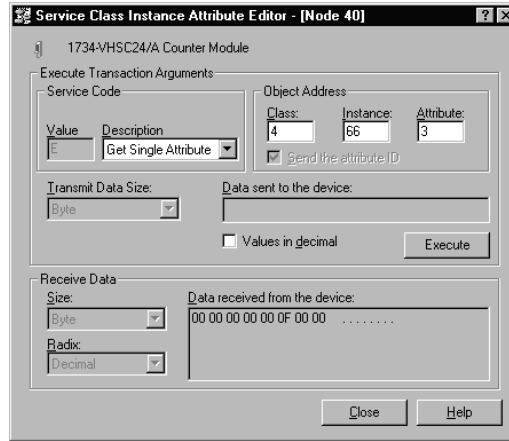 Service Class Instance Attribute Editor - [Node 40]
1734-VHSC24/A Counter Module
Execute Transaction Arguments
Service Code
Object Address
Value
Description
Class:
Instance:
Attribute:
E
Get Single Attribute
4
66
3
Send the attribute ID
Transmit Data Size:
Data sent to the device:
Byte
Values in decimal
Execute
Receive Data
Size:
Data received from the device:
Byte
00 00 00 00 00 0F 00 00 ........
Radix:
Decimal
Close
Help